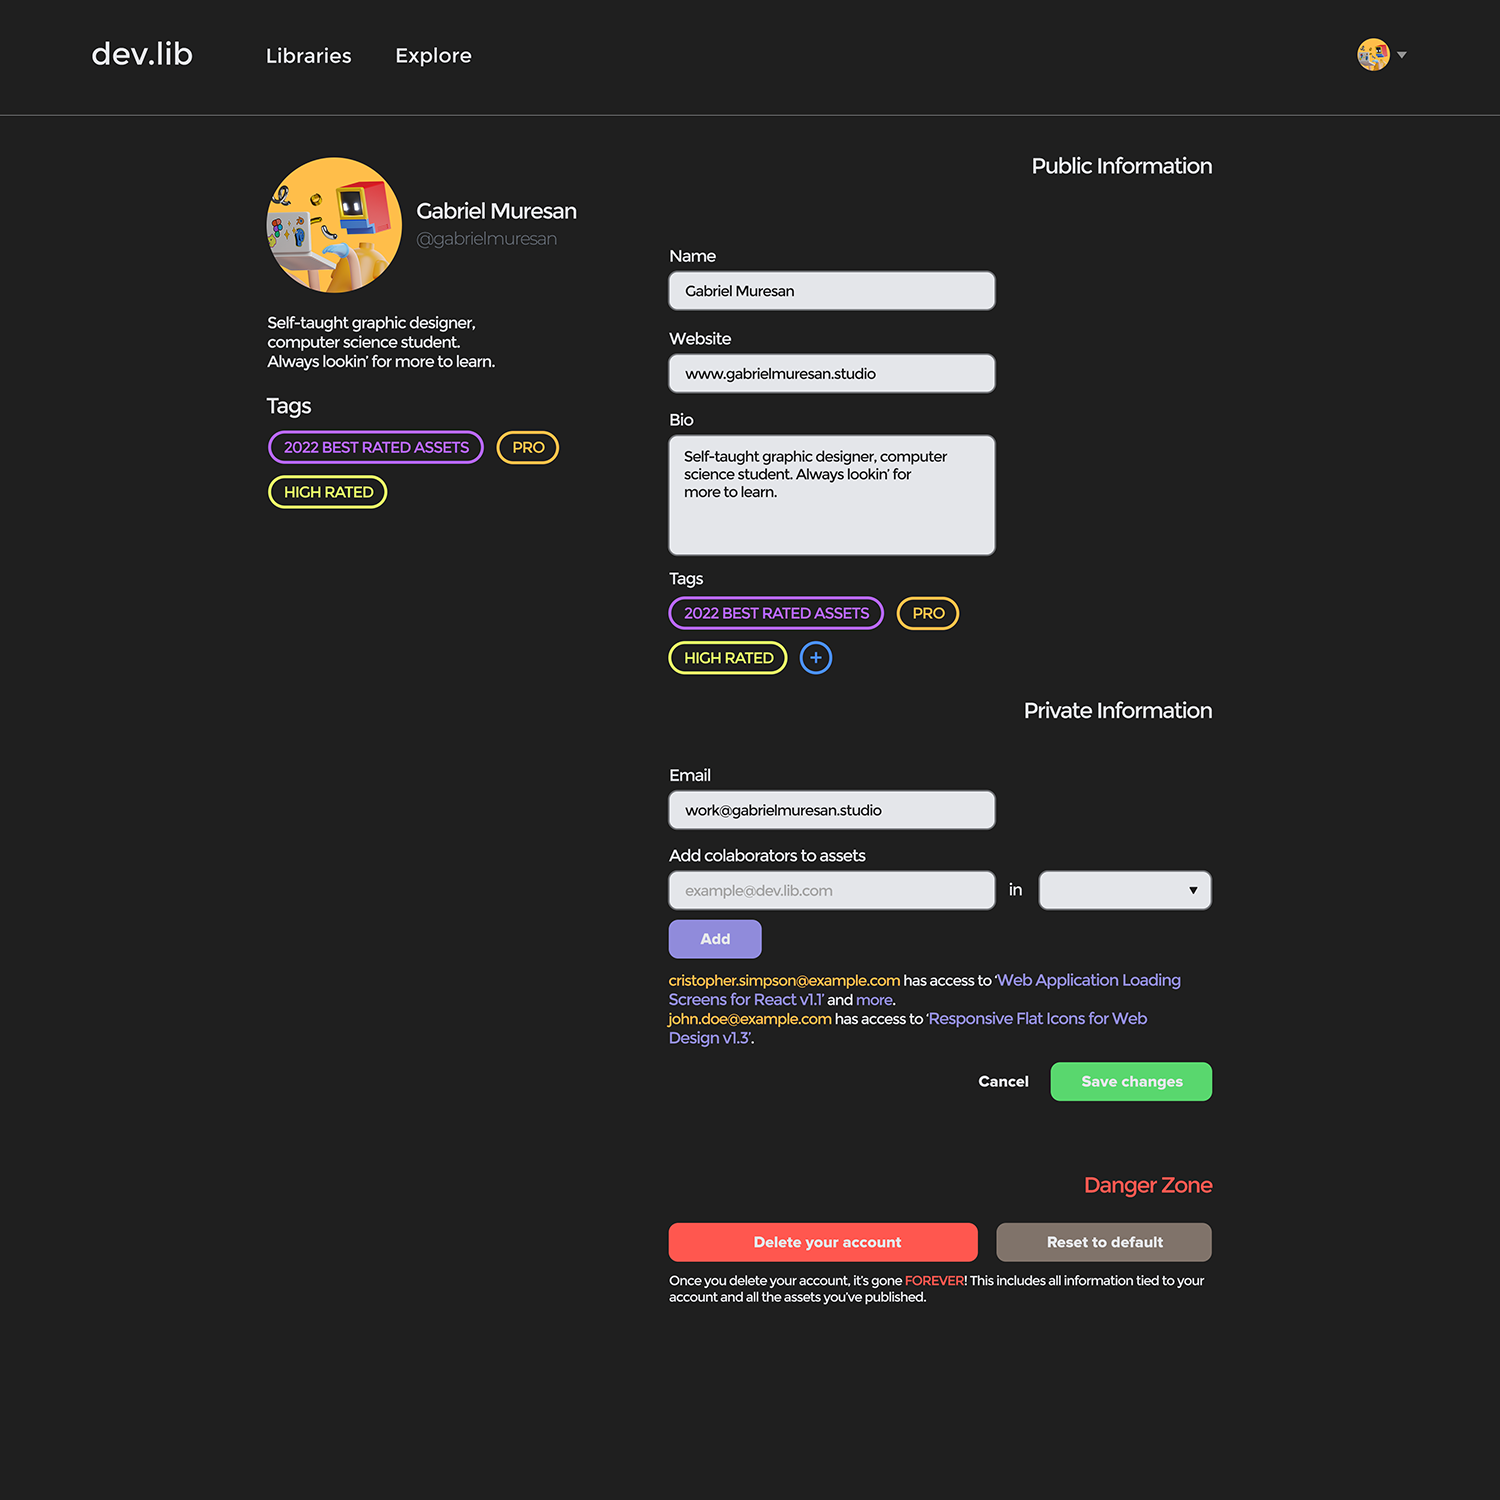 dev.lib
Libraries
Explore
Gabriel Muresan
@gabrielmuresan
Self-taught graphic designer,
computer science student.
Always lookin’ for more to learn.
Tags
2022 BEST RATED ASSETS
PRO
HIGH RATED
Public Information
Name
Gabriel Muresan
Website
www.gabrielmuresan.studio
Bio
Self-taught graphic designer, computer
science student. Always lookin’ for
more to learn.
Tags
2022 BEST RATED ASSETS
PRO
HIGH RATED
+
Private Information
Email
work@gabrielmuresan.studio
Add colaborators to assets
example@dev.lib.com
in
Add
cristopher.simpson@example.com has access to ‘Web Application Loading
Screens for React v1.1’ and more.
john.doe@example.com has access to ‘Responsive Flat Icons for Web
Design v1.3’.
Cancel
Save changes
Danger Zone
Delete your account
Reset to default
Once you delete your account, it’s gone FOREVER! This includes all information tied to your
account and all the assets you’ve published.